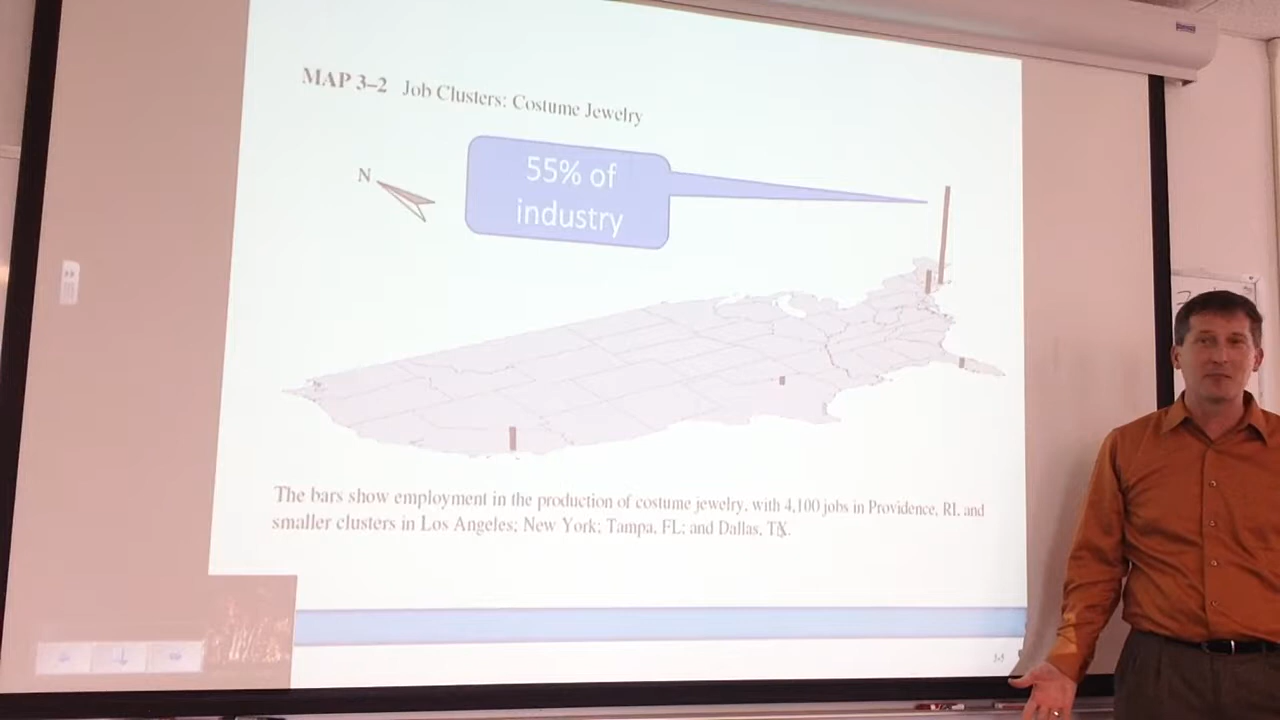 MAP 3–2 Job Clusters: Costume Jewelry
N
55% of
industry
The bars show employment in the production of costume jewelry, with 4,100 jobs in Providence, RI, and
smaller clusters in Los Angeles; New York; Tampa, FL; and Dallas, TX.